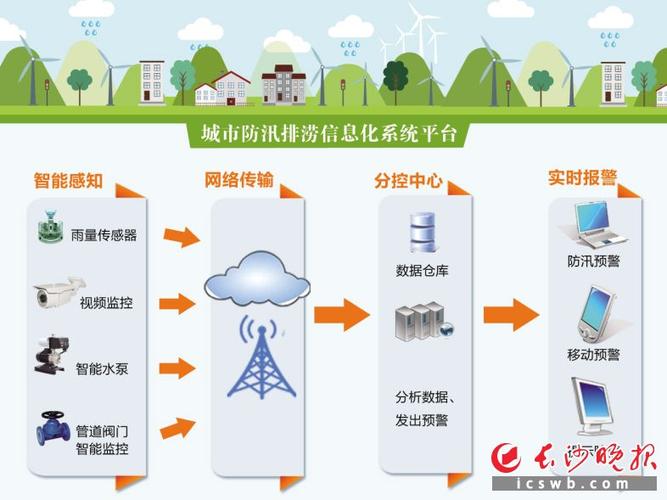 城市防汛排涝信息化系统平台
智能感知
网络传输
分控中心
实时报警
雨量传感器
视频监控
智能水泵
管道阀门
智能监控
数据仓库
分析数据、
发出预警
防汛预警
移动预警
长沙晚报
icswb.com